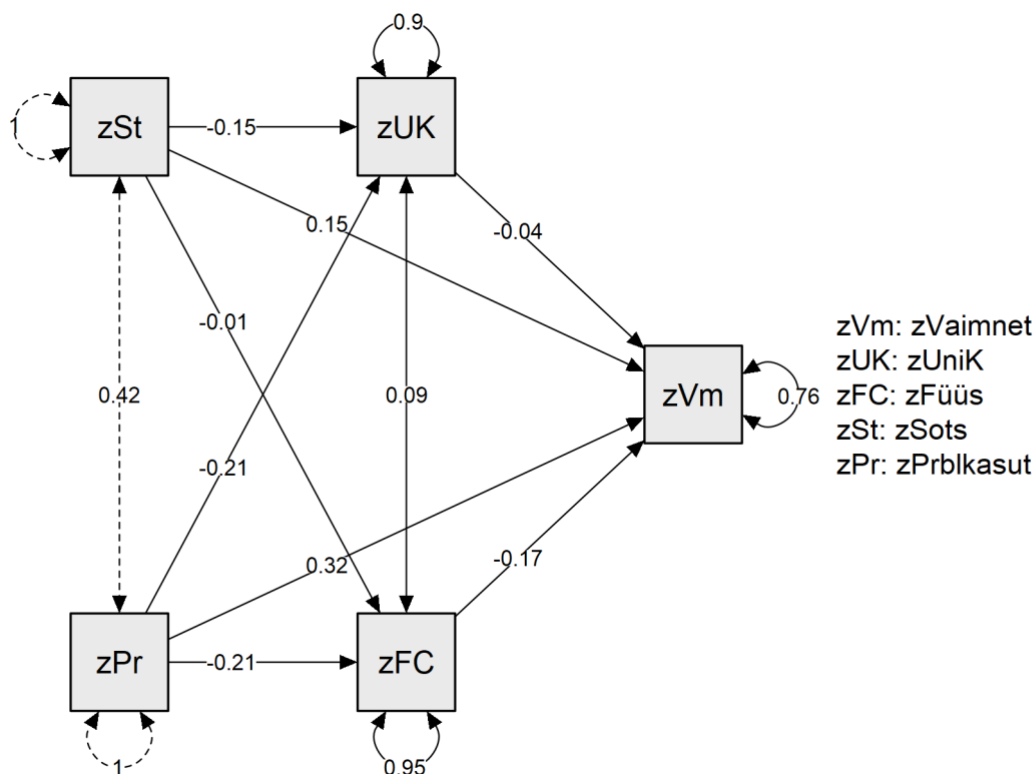 0.9
1
zSt
-0.15
zUK
0.15
-0.04
-0.01
zVm: zVaimnet
zUK: zUniK
0.42
0.09
zVm
0.76
zFC: zFüüs
zSt: zSots
-0.21
zPr: zPrblkasut
0.32
-0.17
zPr
-0.21
zFC
1
0.95